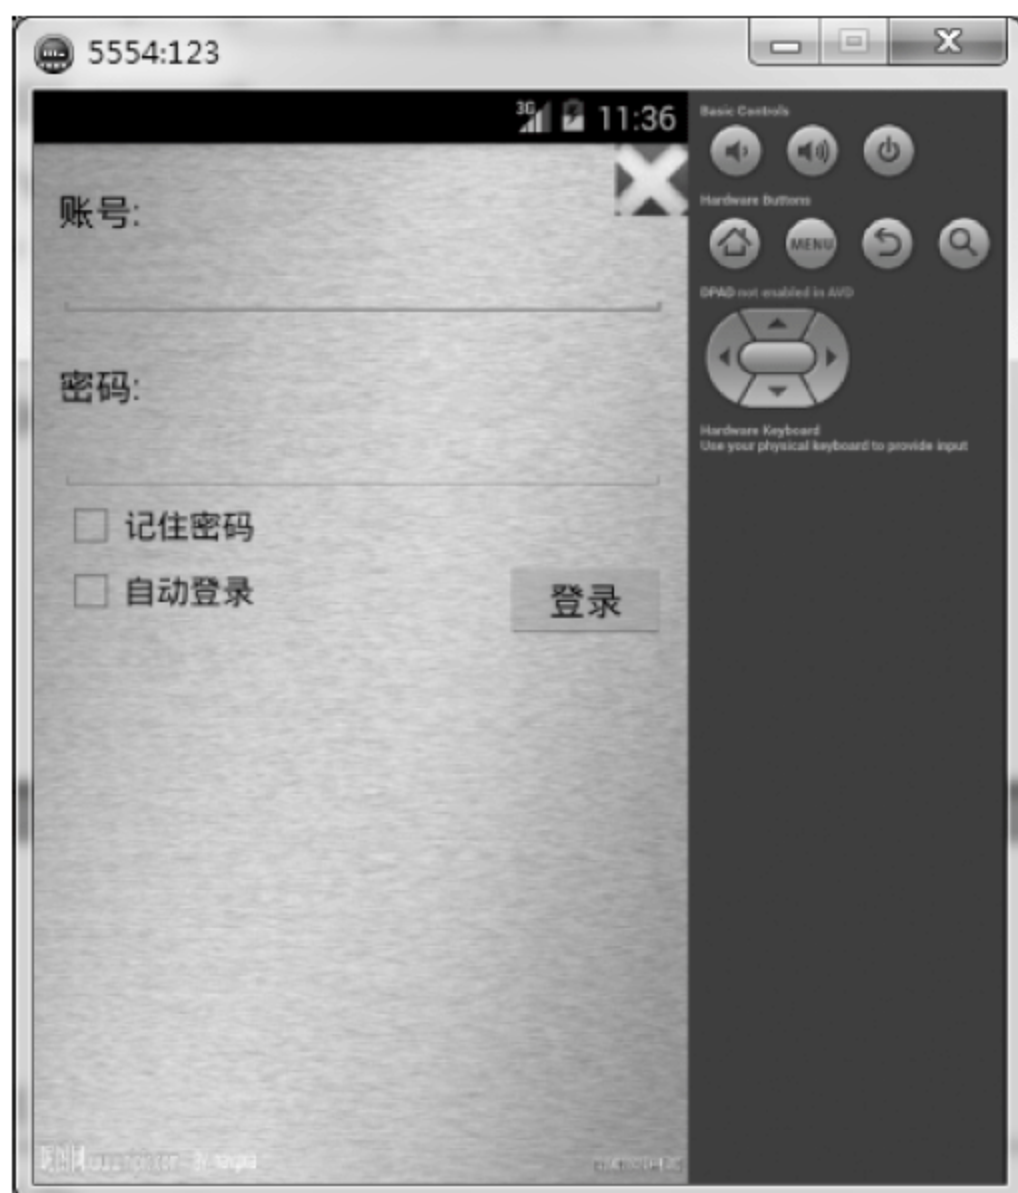 5554:123
3G 11:36
账号:
密码:
记住密码
自动登录
登录
Basic Controls
Hardware Buttons
MENU
DPAD not enabled in AVD
Hardware Keyboard
Use your physical keyboard to provide input